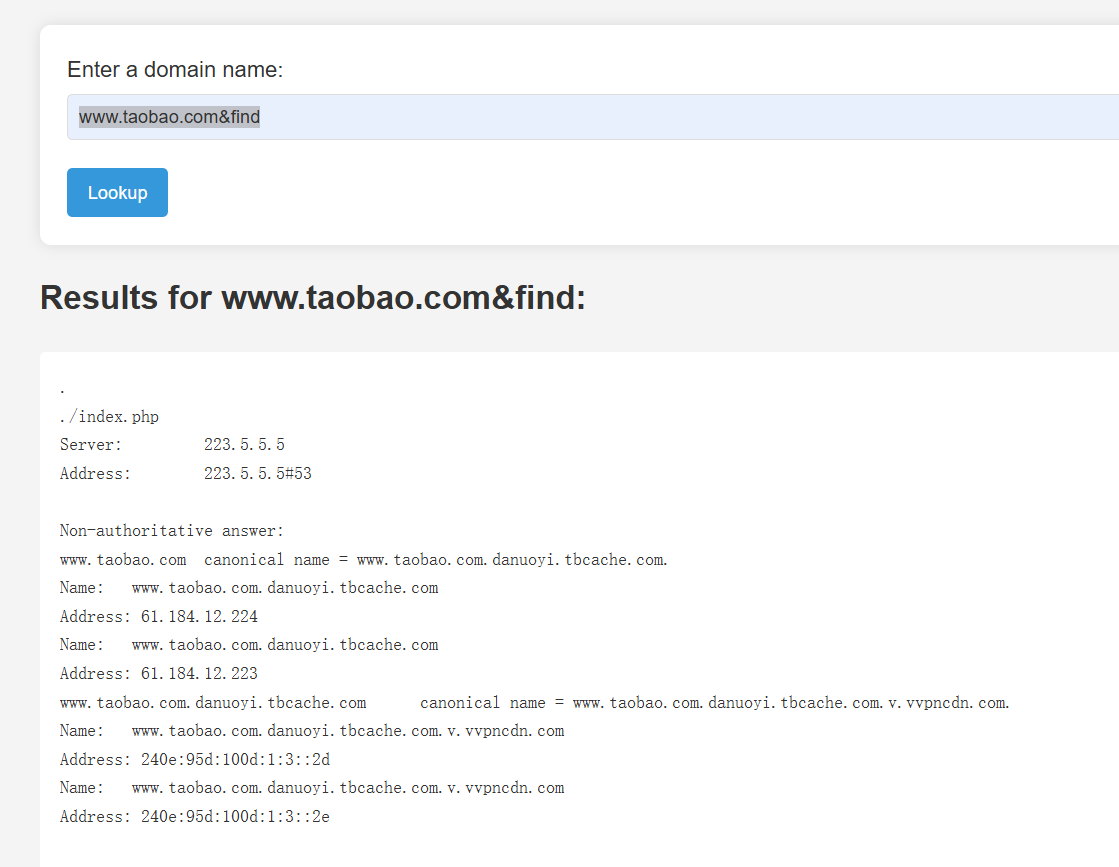 Enter a domain name:
www.taobao.com&find
Lookup
Results for www.taobao.com&find:
.
./index.php
Server:         223.5.5.5
Address:        223.5.5.5#53
Non-authoritative answer:
www.taobao.com  canonical name = www.taobao.com.danuoyi.tbcache.com.
Name:   www.taobao.com.danuoyi.tbcache.com
Address: 61.184.12.224
Name:   www.taobao.com.danuoyi.tbcache.com
Address: 61.184.12.223
www.taobao.com.danuoyi.tbcache.com      canonical name = www.taobao.com.danuoyi.tbcache.com.v.vvpncdn.com.
Name:   www.taobao.com.danuoyi.tbcache.com.v.vvpncdn.com
Address: 240e:95d:100d:1:3::2d
Name:   www.taobao.com.danuoyi.tbcache.com.v.vvpncdn.com
Address: 240e:95d:100d:1:3::2e